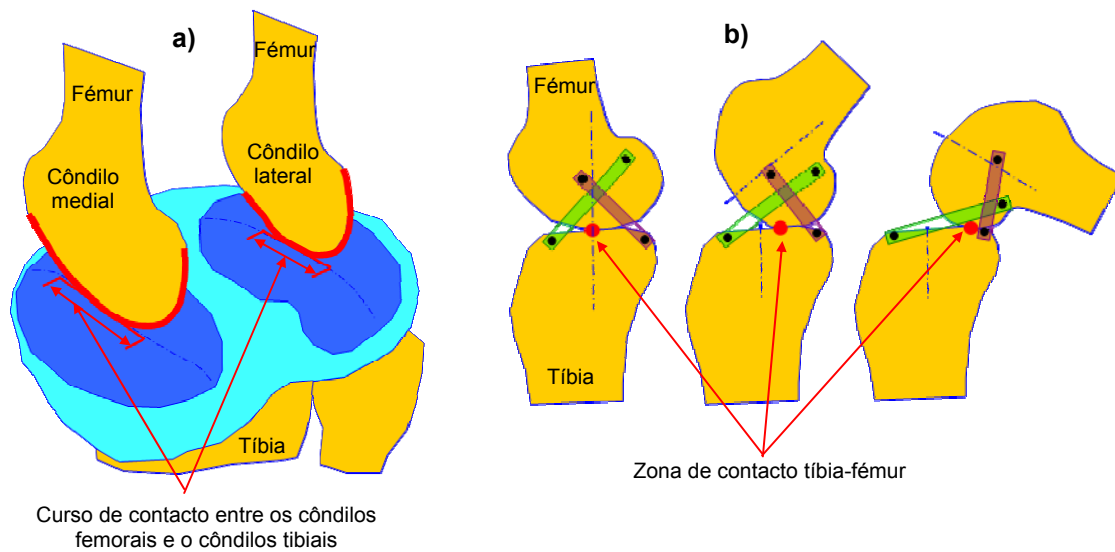 a)
Fémur
Côndilo
medial
Fémur
Côndilo
lateral
Tíbia
Curso de contacto entre os côndilos
femorais e o côndilos tibiais
b)
Fémur
Tíbia
Zona de contacto tíbia-fémur